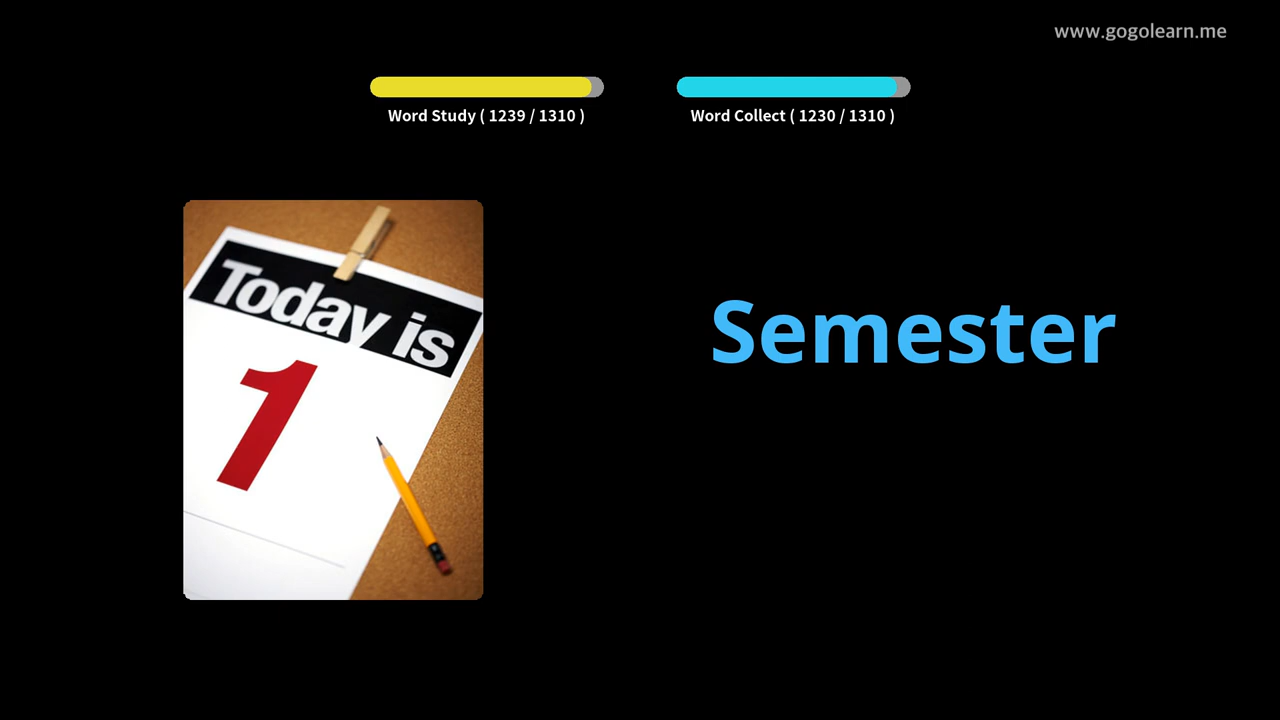 www.gogolearn.me
Word Study ( 1239 / 1310 )
Word Collect ( 1230 / 1310 )
Today is
1
Semester